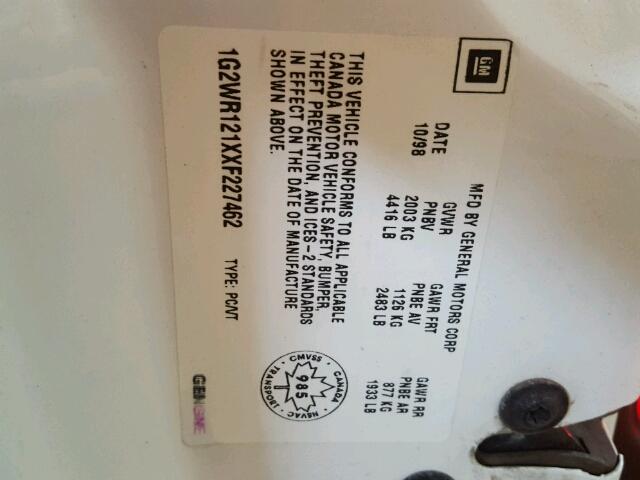 GM
MFD BY GENERAL MOTORS CORP
DATE GVWR GAWR FRT GAWR RR
PNBV PNBE AV PNBE AR
10/98 2003 KG 1126 KG 877 KG
4416 LB 2483 LB 1933 LB
THIS VEHICLE CONFORMS TO ALL APPLICABLE
CANADA MOTOR VEHICLE SAFETY, BUMPER,
THEFT PREVENTION, AND ICES-2 STANDARDS
IN EFFECT ON THE DATE OF MANUFACTURE
SHOWN ABOVE.
CANADA
CMVSS
985
NSVAC
TRANSPORT
1G2WR121XXF227462 TYPE: PC/VT